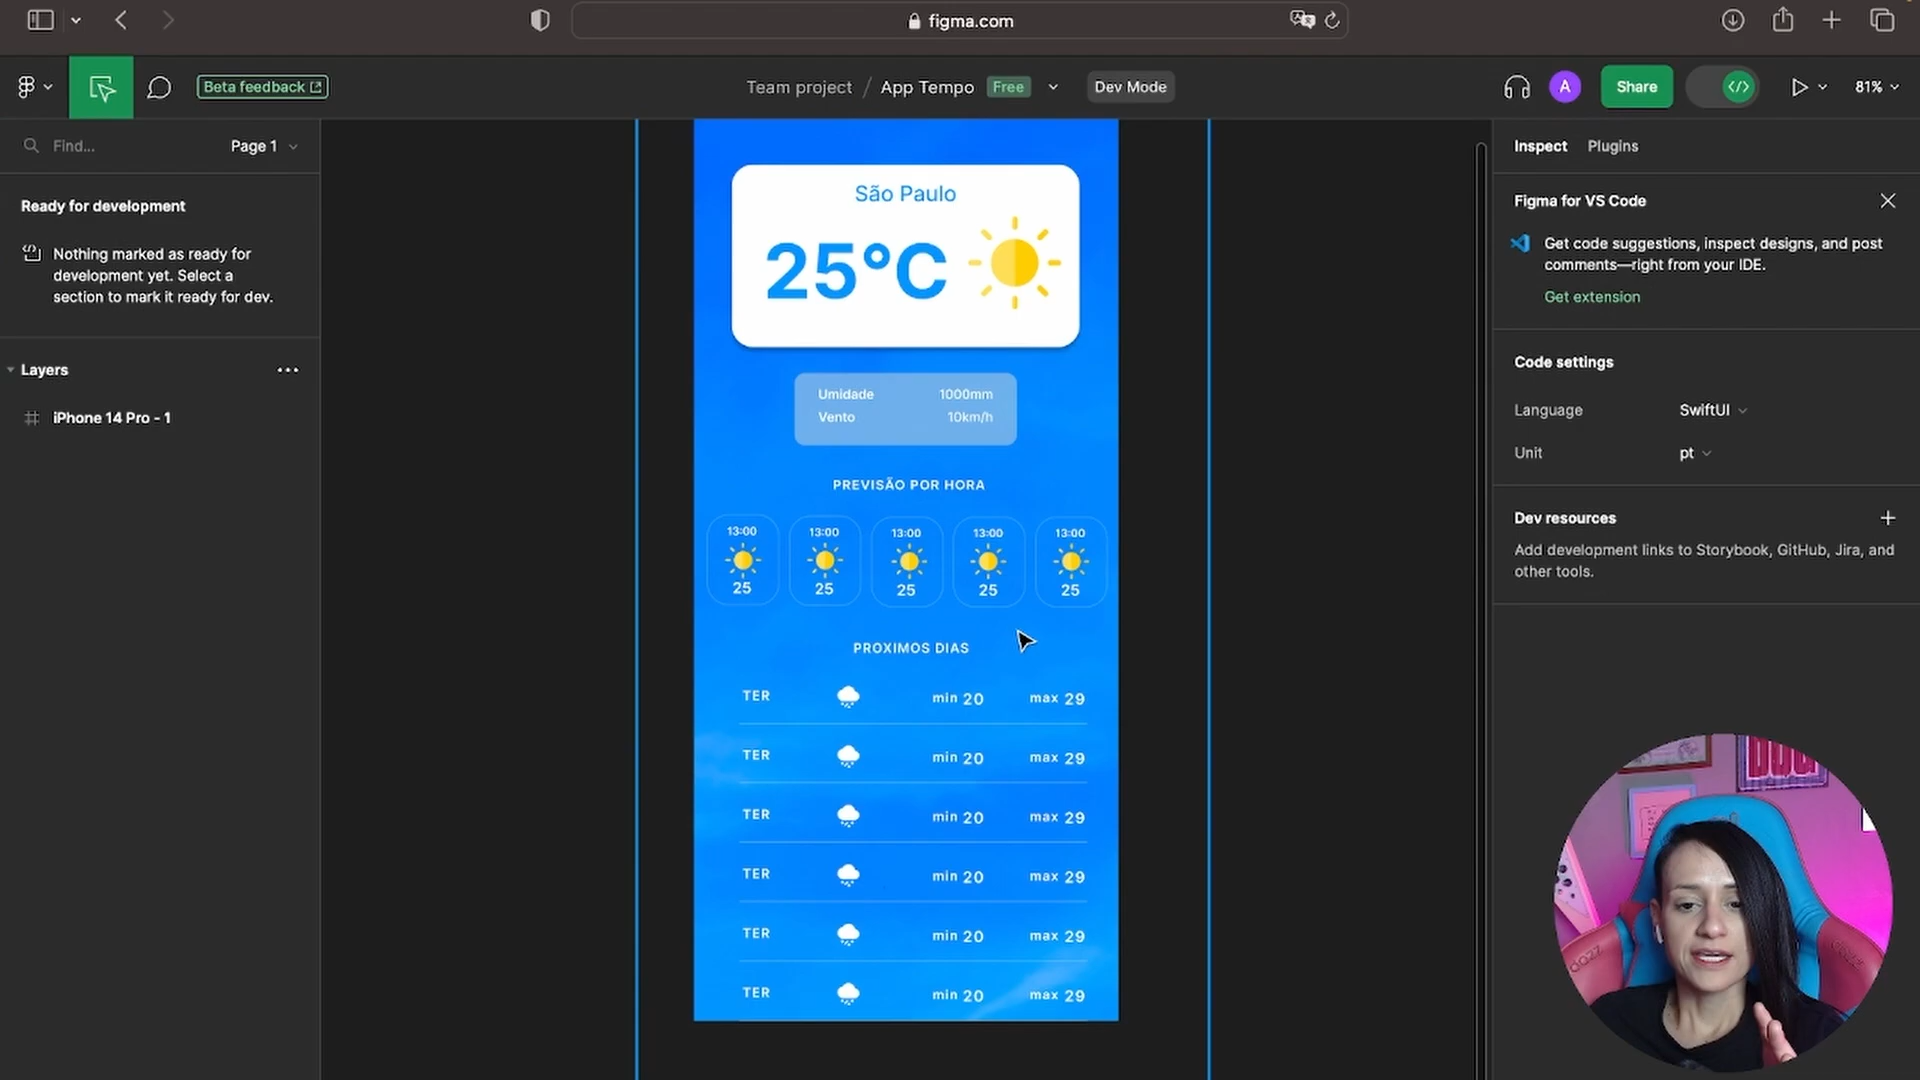 figma.com
Beta feedback
Team project / App Tempo Free
Dev Mode
A
Share
81%
Find...
Page 1
Ready for development
Nothing marked as ready for
development yet. Select a
section to mark it ready for dev.
Layers
iPhone 14 Pro - 1
São Paulo
25°C
Umidade 1000mm
Vento 10km/h
PREVISÃO POR HORA
13:00 13:00 13:00 13:00 13:00
25 25 25 25 25
PROXIMOS DIAS
TER min 20 max 29
TER min 20 max 29
TER min 20 max 29
TER min 20 max 29
TER min 20 max 29
TER min 20 max 29
Inspect Plugins
Figma for VS Code
Get code suggestions, inspect designs, and post
comments—right from your IDE.
Get extension
Code settings
Language SwiftUI
Unit pt
Dev resources
Add development links to Storybook, GitHub, Jira, and
other tools.